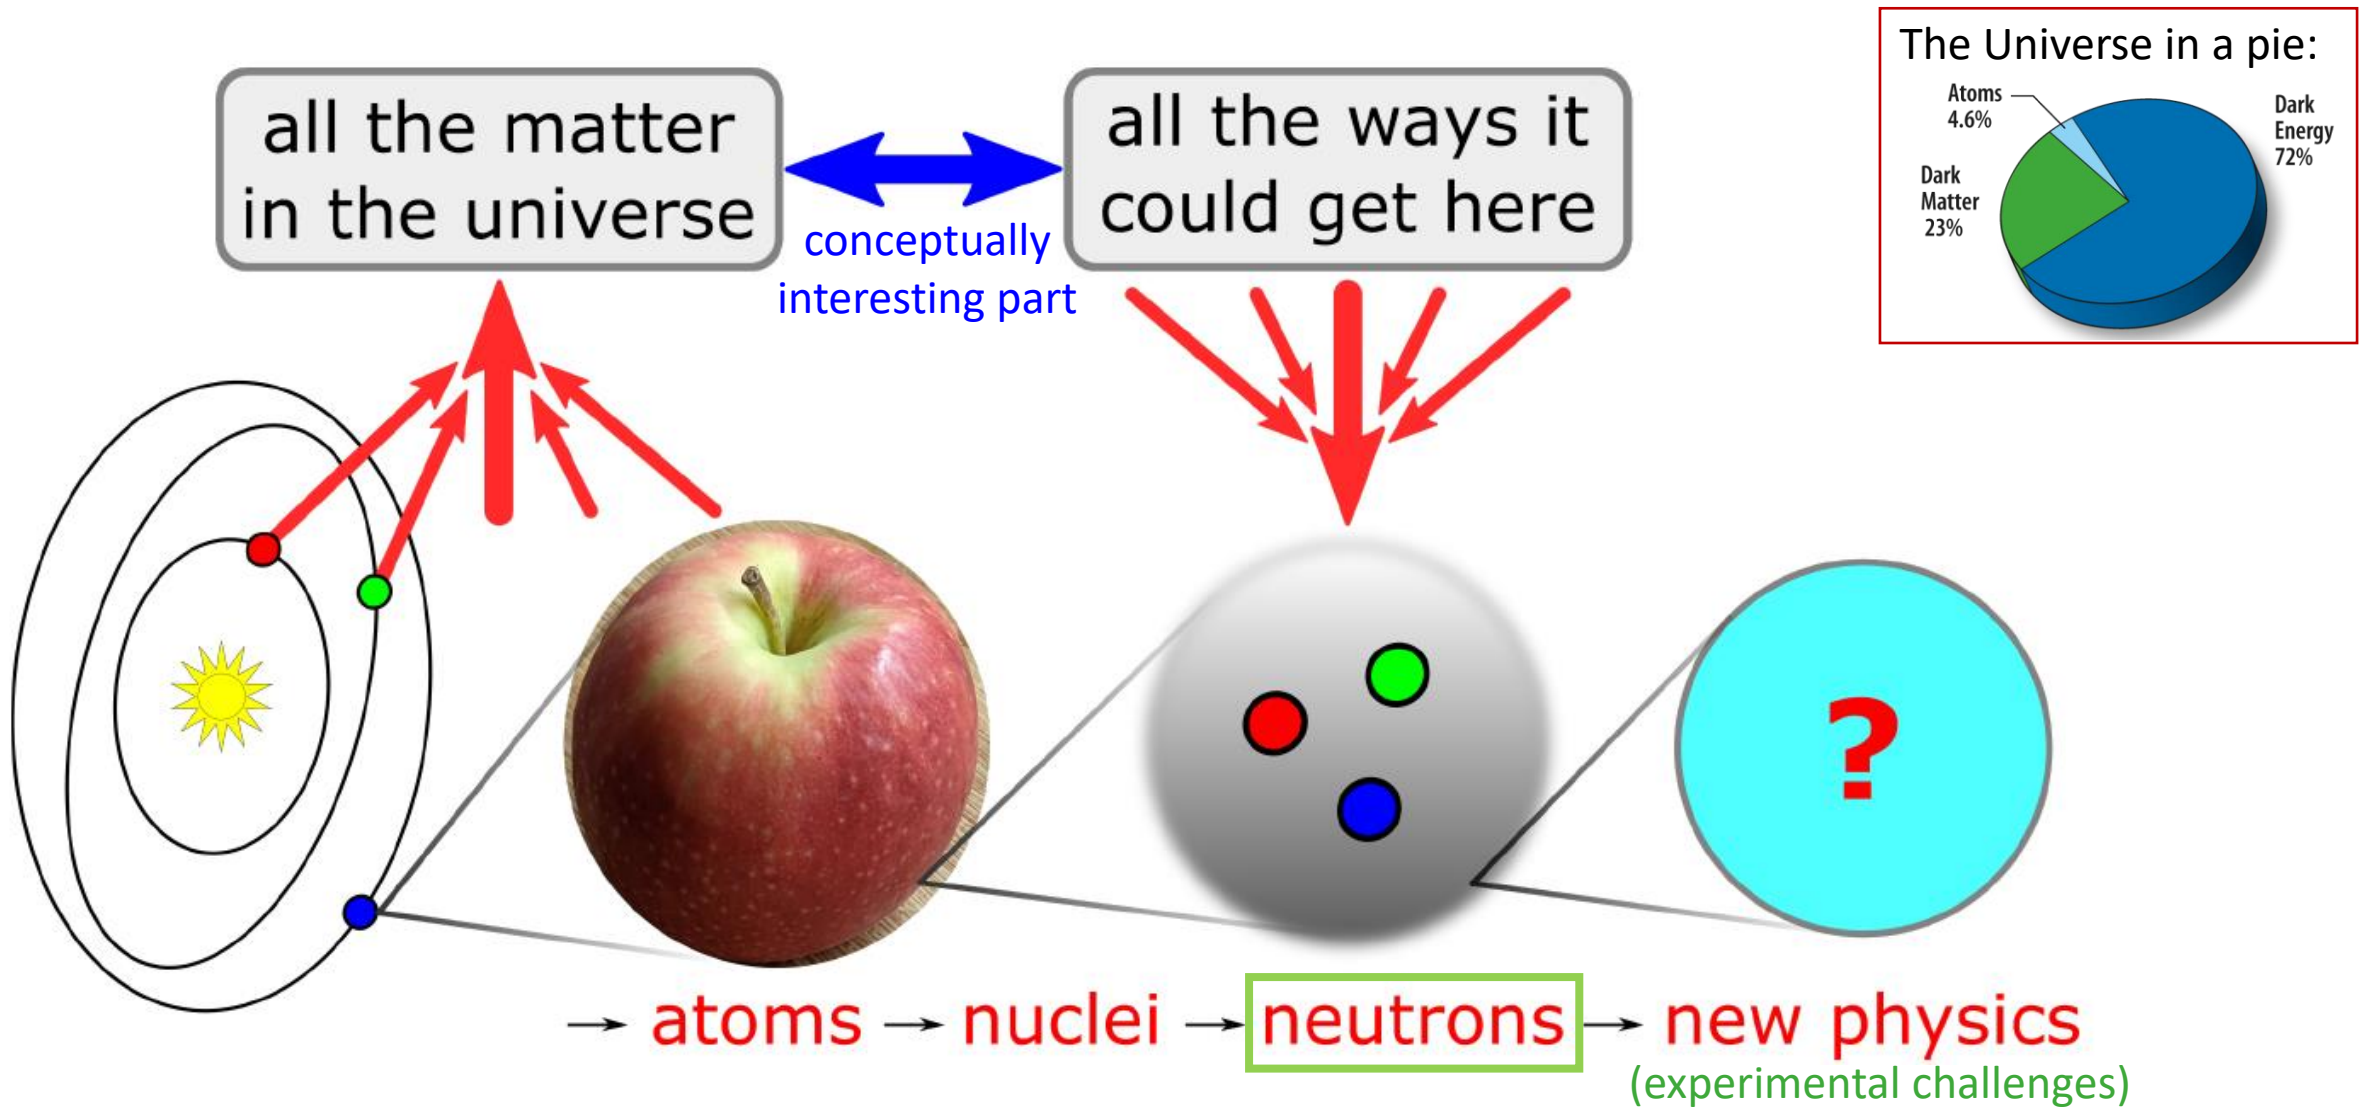 The Universe in a pie:
Atoms
4.6%
Dark
Energy
72%
Dark
Matter
23%
all the matter
in the universe
all the ways it
could get here
conceptually
interesting part
?
→ atoms → nuclei → neutrons → new physics
(experimental challenges)